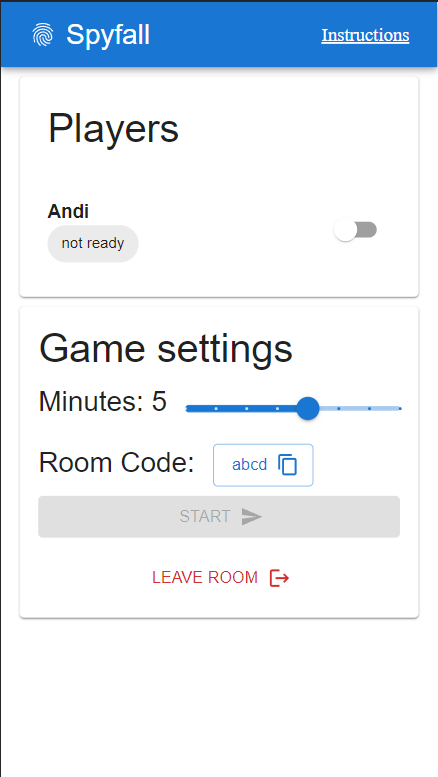 Spyfall
Instructions
Players
Andi
not ready
Game settings
Minutes: 5
Room Code: abcd
START
LEAVE ROOM